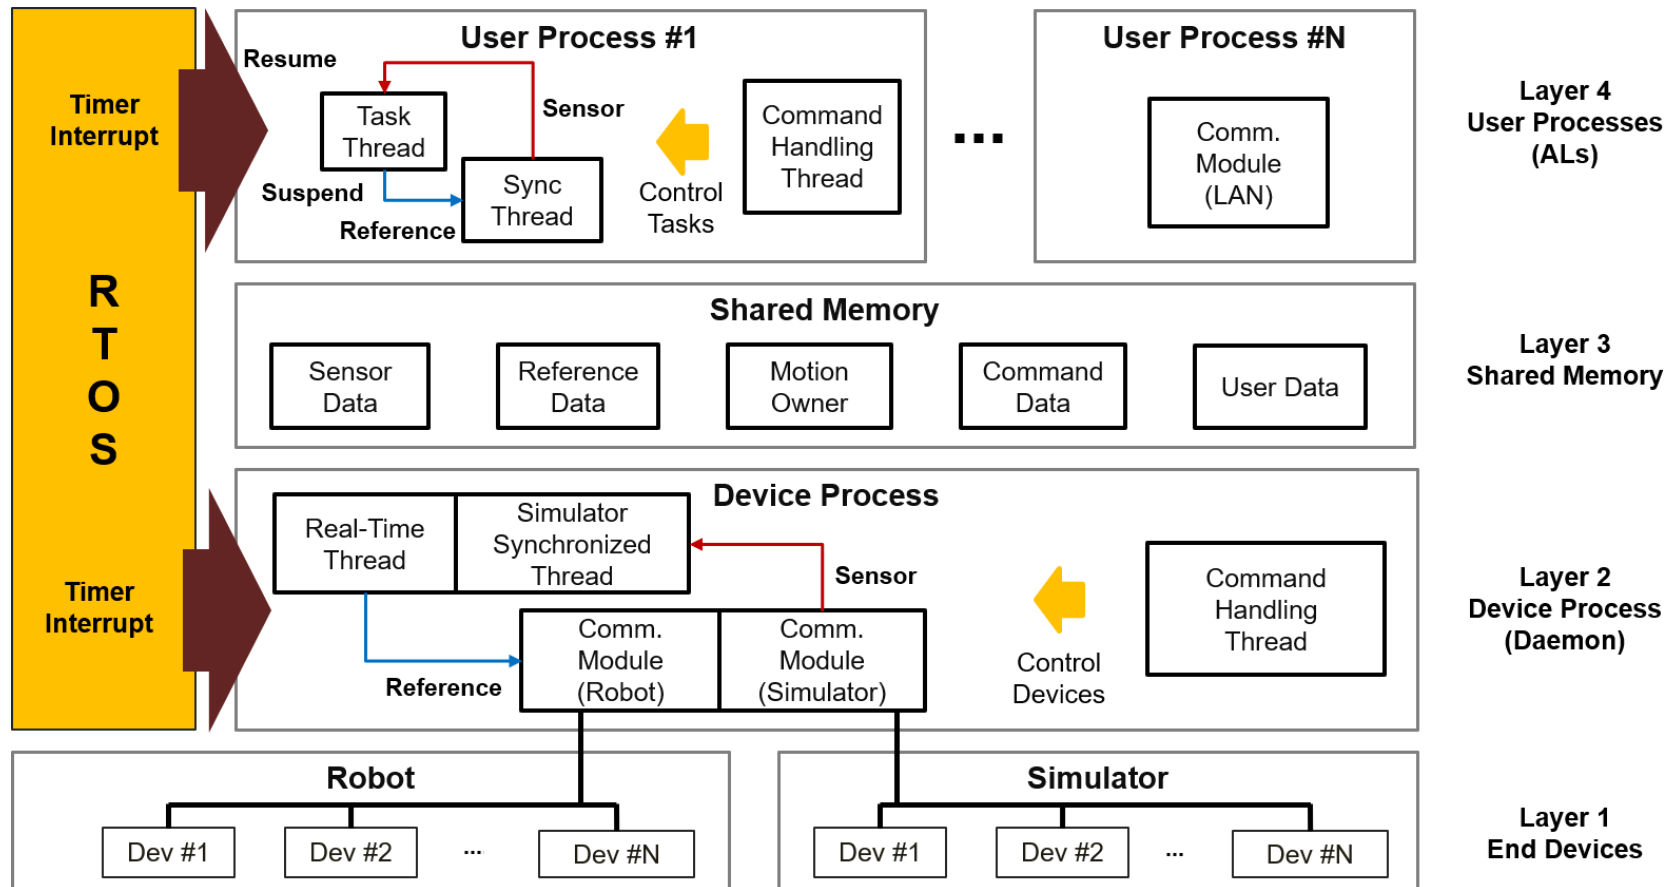 User Process #1
User Process #N
Timer
Interrupt
Resume
Task
Thread
Sensor
Suspend
Sync
Thread
Reference
Control
Tasks
Command
Handling
Thread
...
Comm.
Module
(LAN)
Layer 4
User Processes
(ALs)
R
T
O
S
Shared Memory
Sensor
Data
Reference
Data
Motion
Owner
Command
Data
User Data
Layer 3
Shared Memory
Device Process
Timer
Interrupt
Real-Time
Thread
Simulator
Synchronized
Thread
Sensor
Reference
Comm.
Module
(Robot)
Comm.
Module
(Simulator)
Control
Devices
Command
Handling
Thread
Layer 2
Device Process
(Daemon)
Robot
Dev #1
Dev #2
...
Dev #N
Simulator
Dev #1
Dev #2
...
Dev #N
Layer 1
End Devices